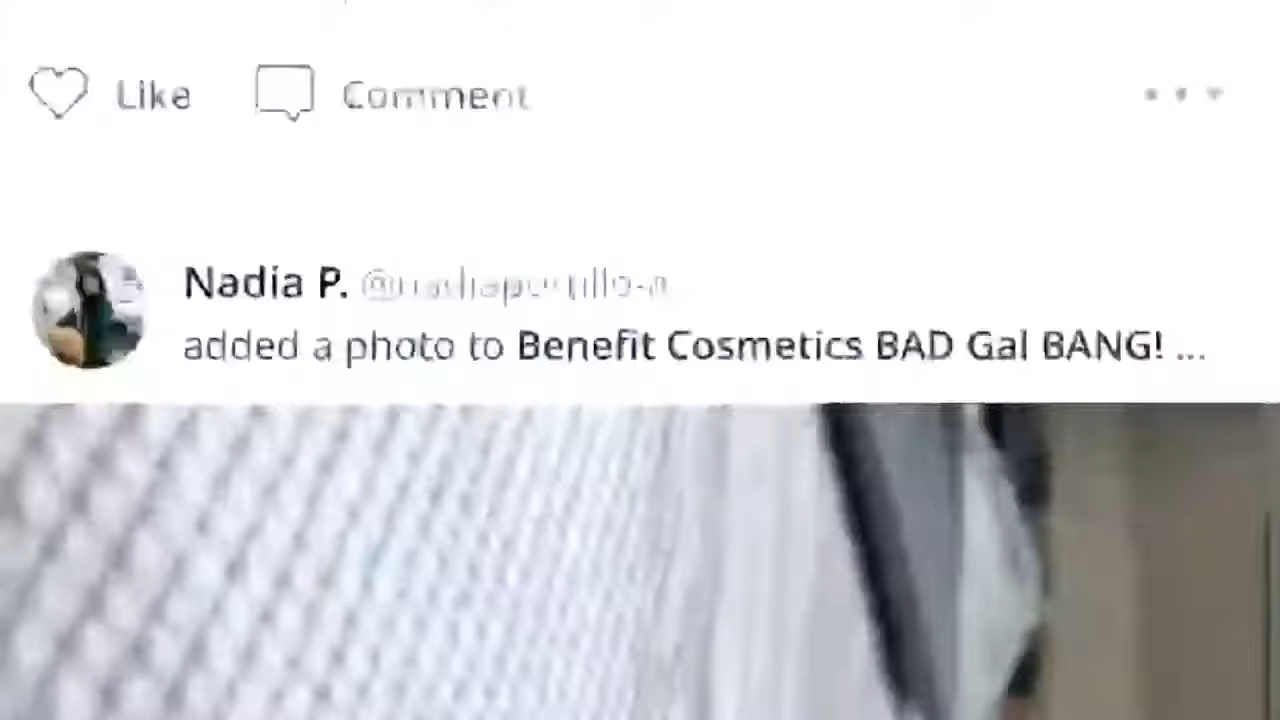 Like Comment
Nadia P.
added a photo to Benefit Cosmetics BAD Gal BANG! ...